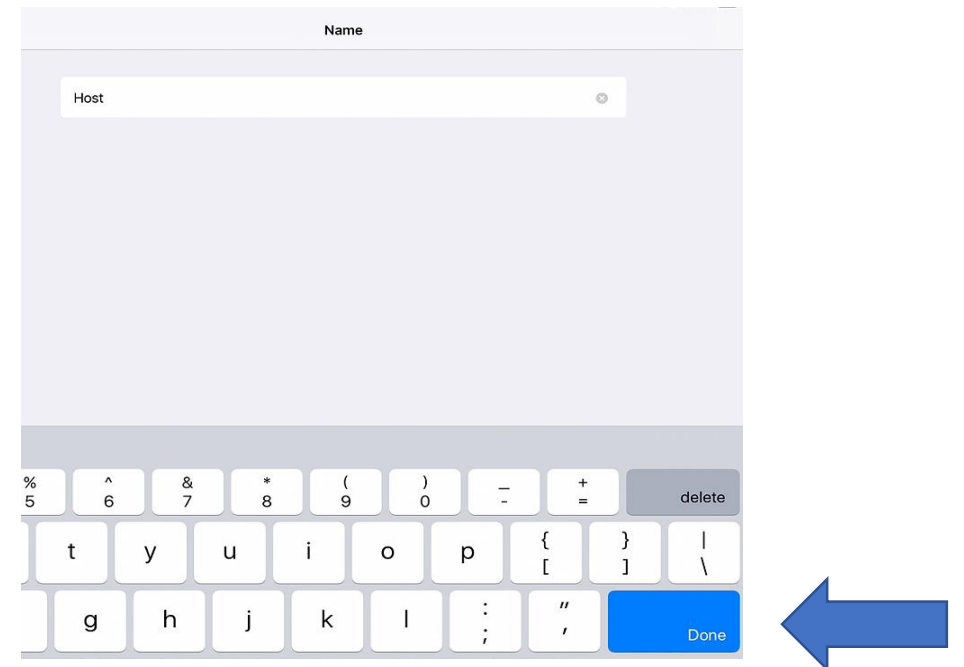 Name
Host
% ^ & * ( ) _ +
5 6 7 8 9 0 - = delete
{ } |
t y u i o p [ ] \
: "
g h j k l ; ' Done